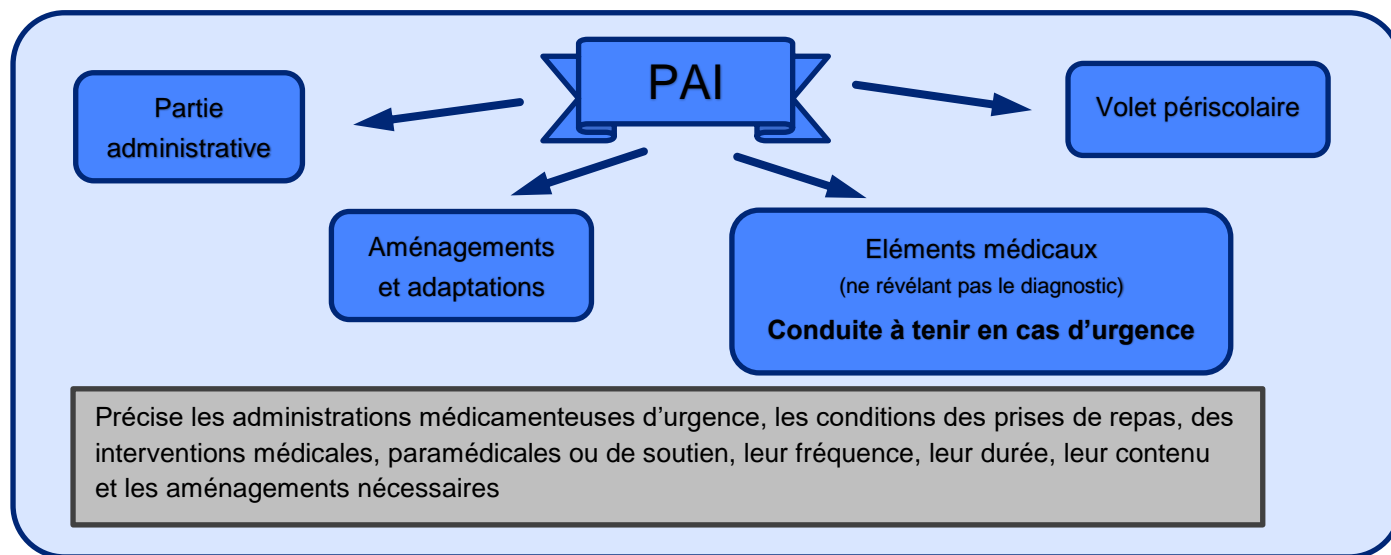 PAI
Partie
administrative
Volet périscolaire
Aménagements
et adaptations
Eléments médicaux
(ne révélant pas le diagnostic)
Conduite à tenir en cas d’urgence
Précise les administrations médicamenteuses d’urgence, les conditions des prises de repas, des
interventions médicales, paramédicales ou de soutien, leur fréquence, leur durée, leur contenu
et les aménagements nécessaires